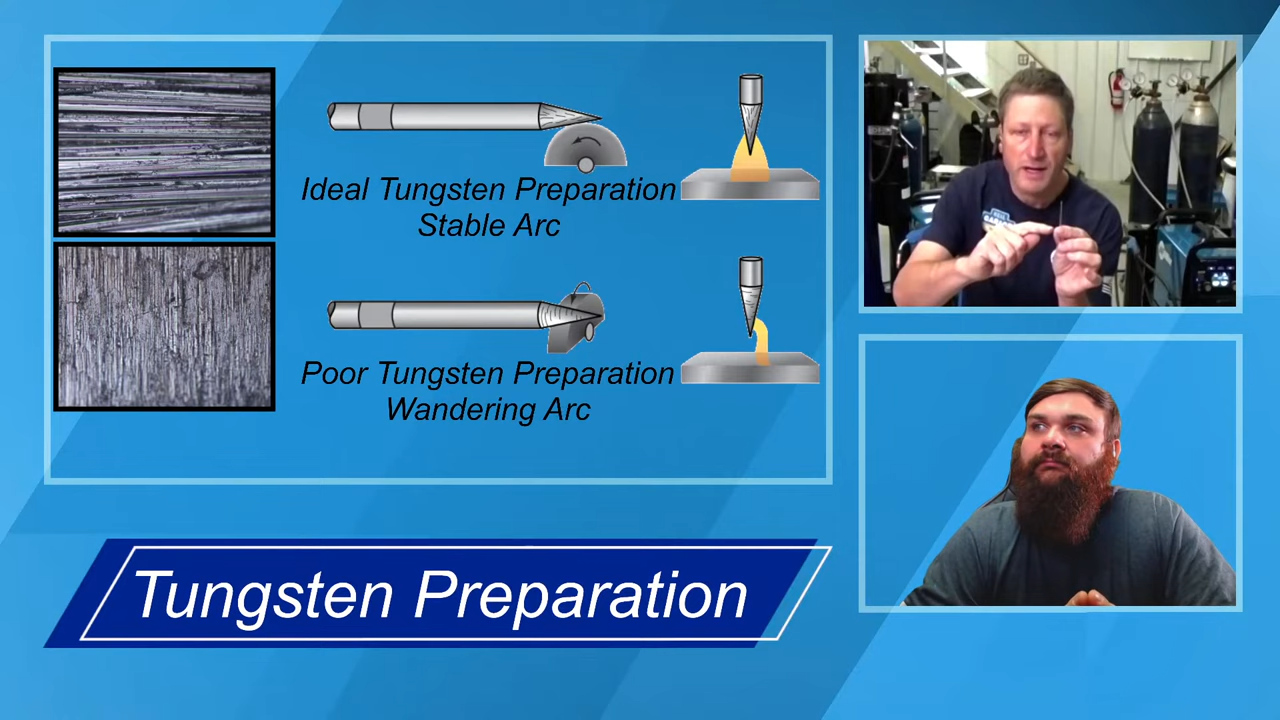 Ideal Tungsten Preparation
Stable Arc
Poor Tungsten Preparation
Wandering Arc
Tungsten Preparation